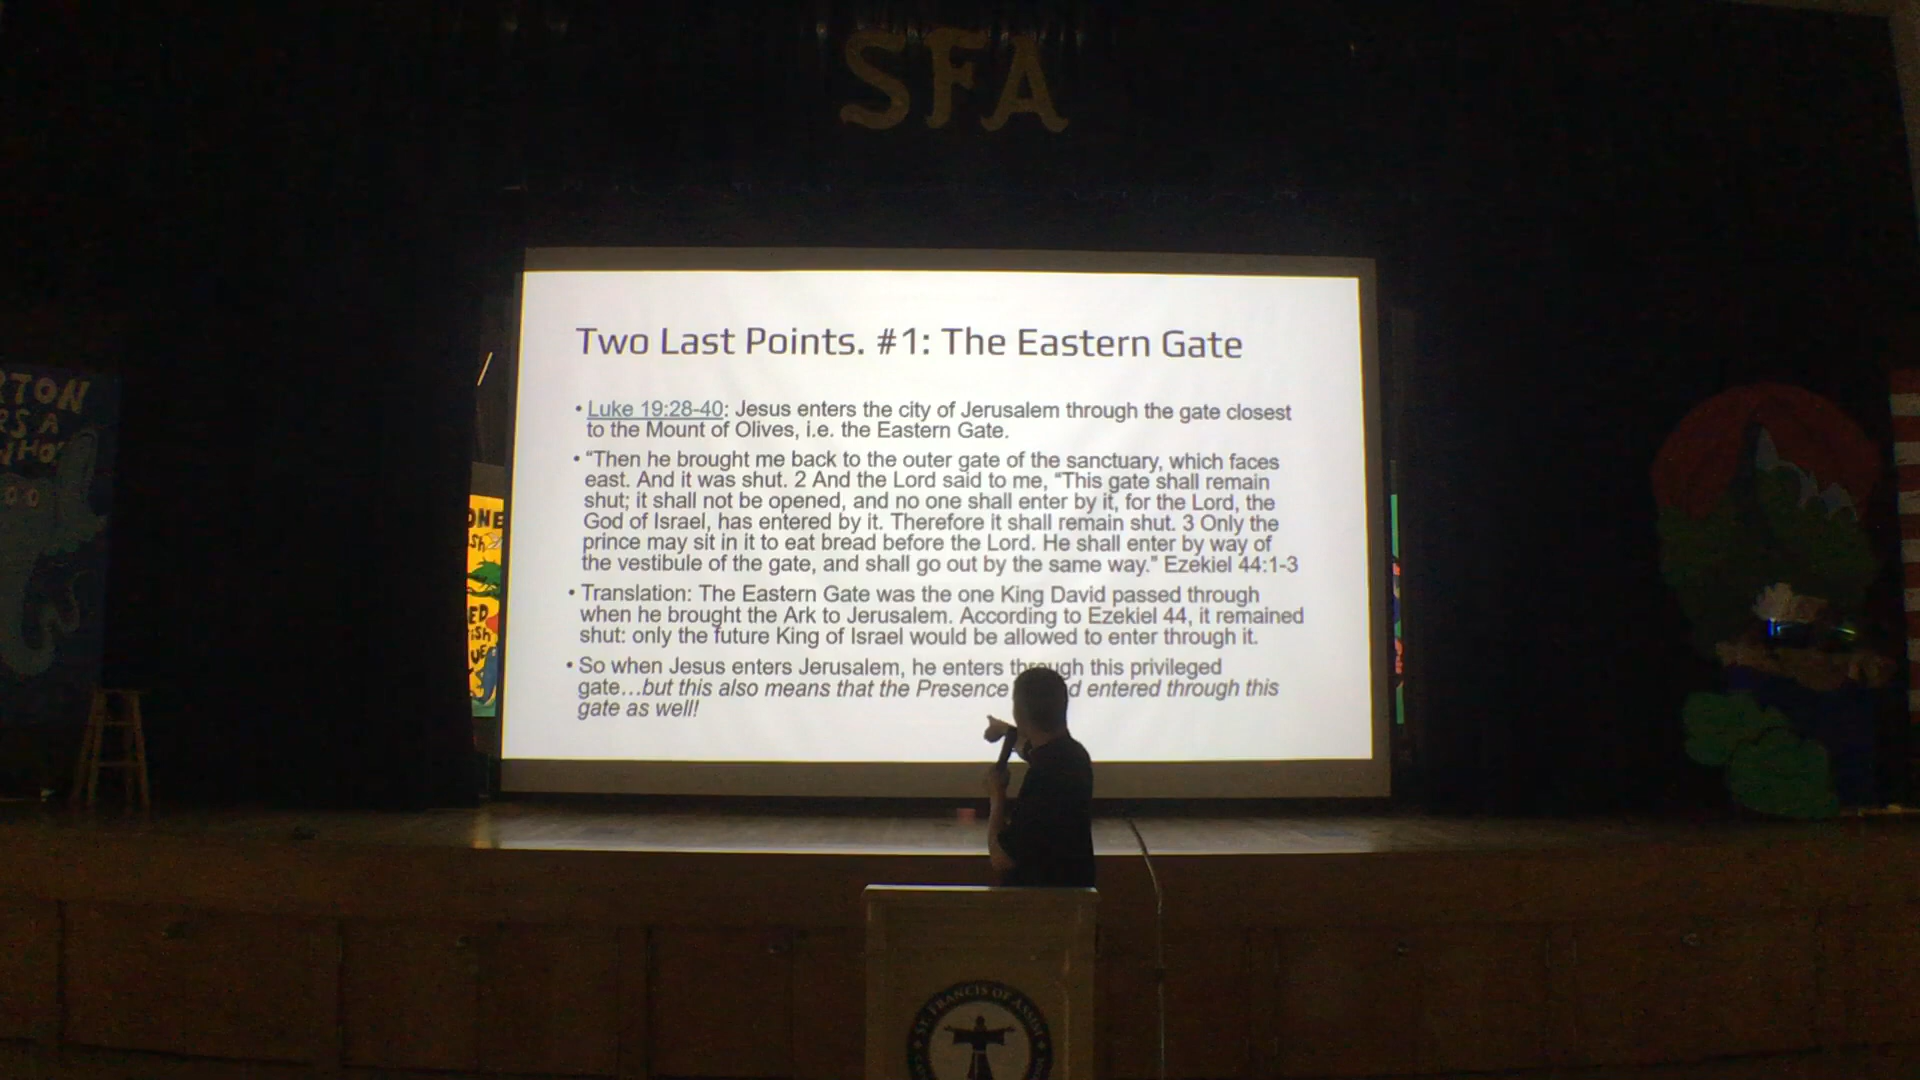 SFA
Two Last Points. #1: The Eastern Gate
• Luke 19:28-40: Jesus enters the city of Jerusalem through the gate closest
to the Mount of Olives, i.e. the Eastern Gate.
• “Then he brought me back to the outer gate of the sanctuary, which faces
east. And it was shut. 2 And the Lord said to me, “This gate shall remain
shut; it shall not be opened, and no one shall enter by it, for the Lord, the
God of Israel, has entered by it. Therefore it shall remain shut. 3 Only the
prince may sit in it to eat bread before the Lord. He shall enter by way of
the vestibule of the gate, and shall go out by the same way.” Ezekiel 44:1-3
• Translation: The Eastern Gate was the one King David passed through
when he brought the Ark to Jerusalem. According to Ezekiel 44, it remained
shut: only the future King of Israel would be allowed to enter through it.
• So when Jesus enters Jerusalem, he enters through this privileged
gate…but this also means that the Presence entered through this
gate as well!
RTON
RS A
WHO
ONE
ish
ED
ish
UE
ST. FRANCIS OF ASSISI